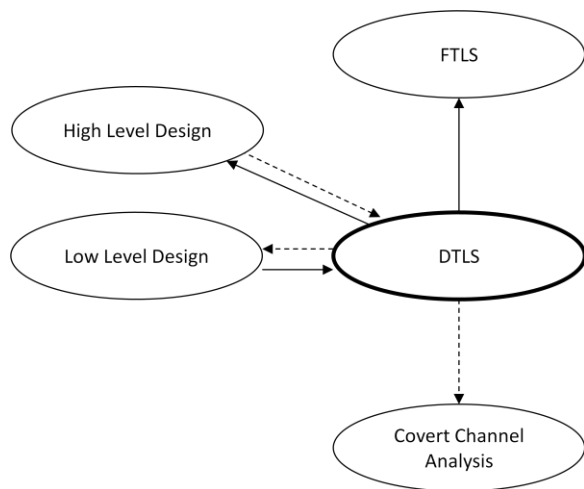 FTLS
High Level Design
Low Level Design
DTLS
Covert Channel
Analysis